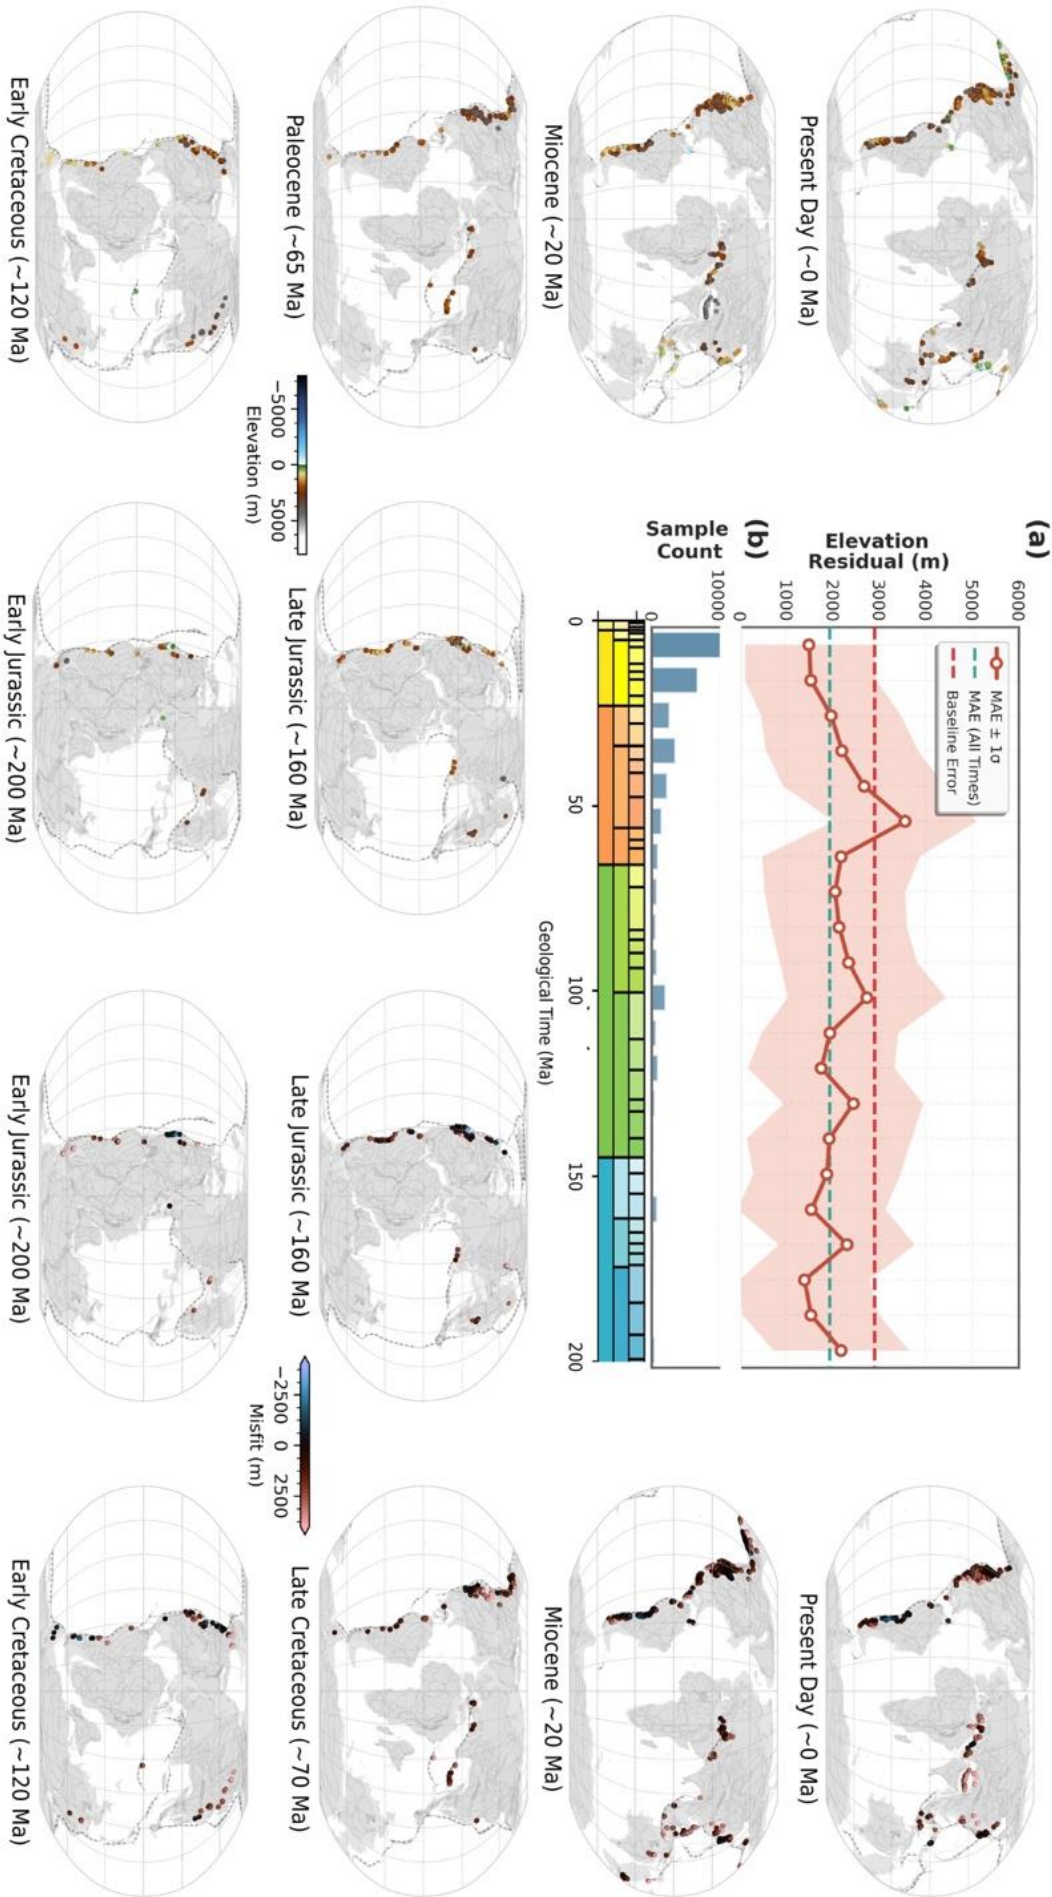 (a)
6000
5000
4000
3000
2000
1000
0
Elevation
Residual (m)
MAE ± 1σ
MAE (All Times)
Baseline Error
(b)
Sample
Count
10000
0
0
50
100
150
200
Geological Time (Ma)
Present Day (~0 Ma)
Present Day (~0 Ma)
Miocene (~20 Ma)
Miocene (~20 Ma)
Paleocene (~65 Ma)
Late Jurassic (~160 Ma)
Late Jurassic (~160 Ma)
Late Cretaceous (~70 Ma)
−5000 0 5000
Elevation (m)
−2500 0 2500
Misfit (m)
Early Cretaceous (~120 Ma)
Early Jurassic (~200 Ma)
Early Jurassic (~200 Ma)
Early Cretaceous (~120 Ma)